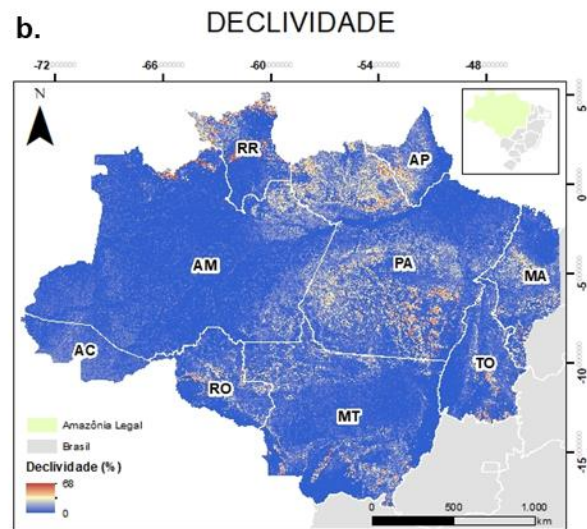 b.
DECLIVIDADE
-72 -66 -60 -54 -48
N
RR
AP
5
0
AM
PA
MA
-5
AC
TO
-10
RO
MT
-15
Amazônia Legal
Brasil
Declividade (%)
68
0
0 500 1.000
km